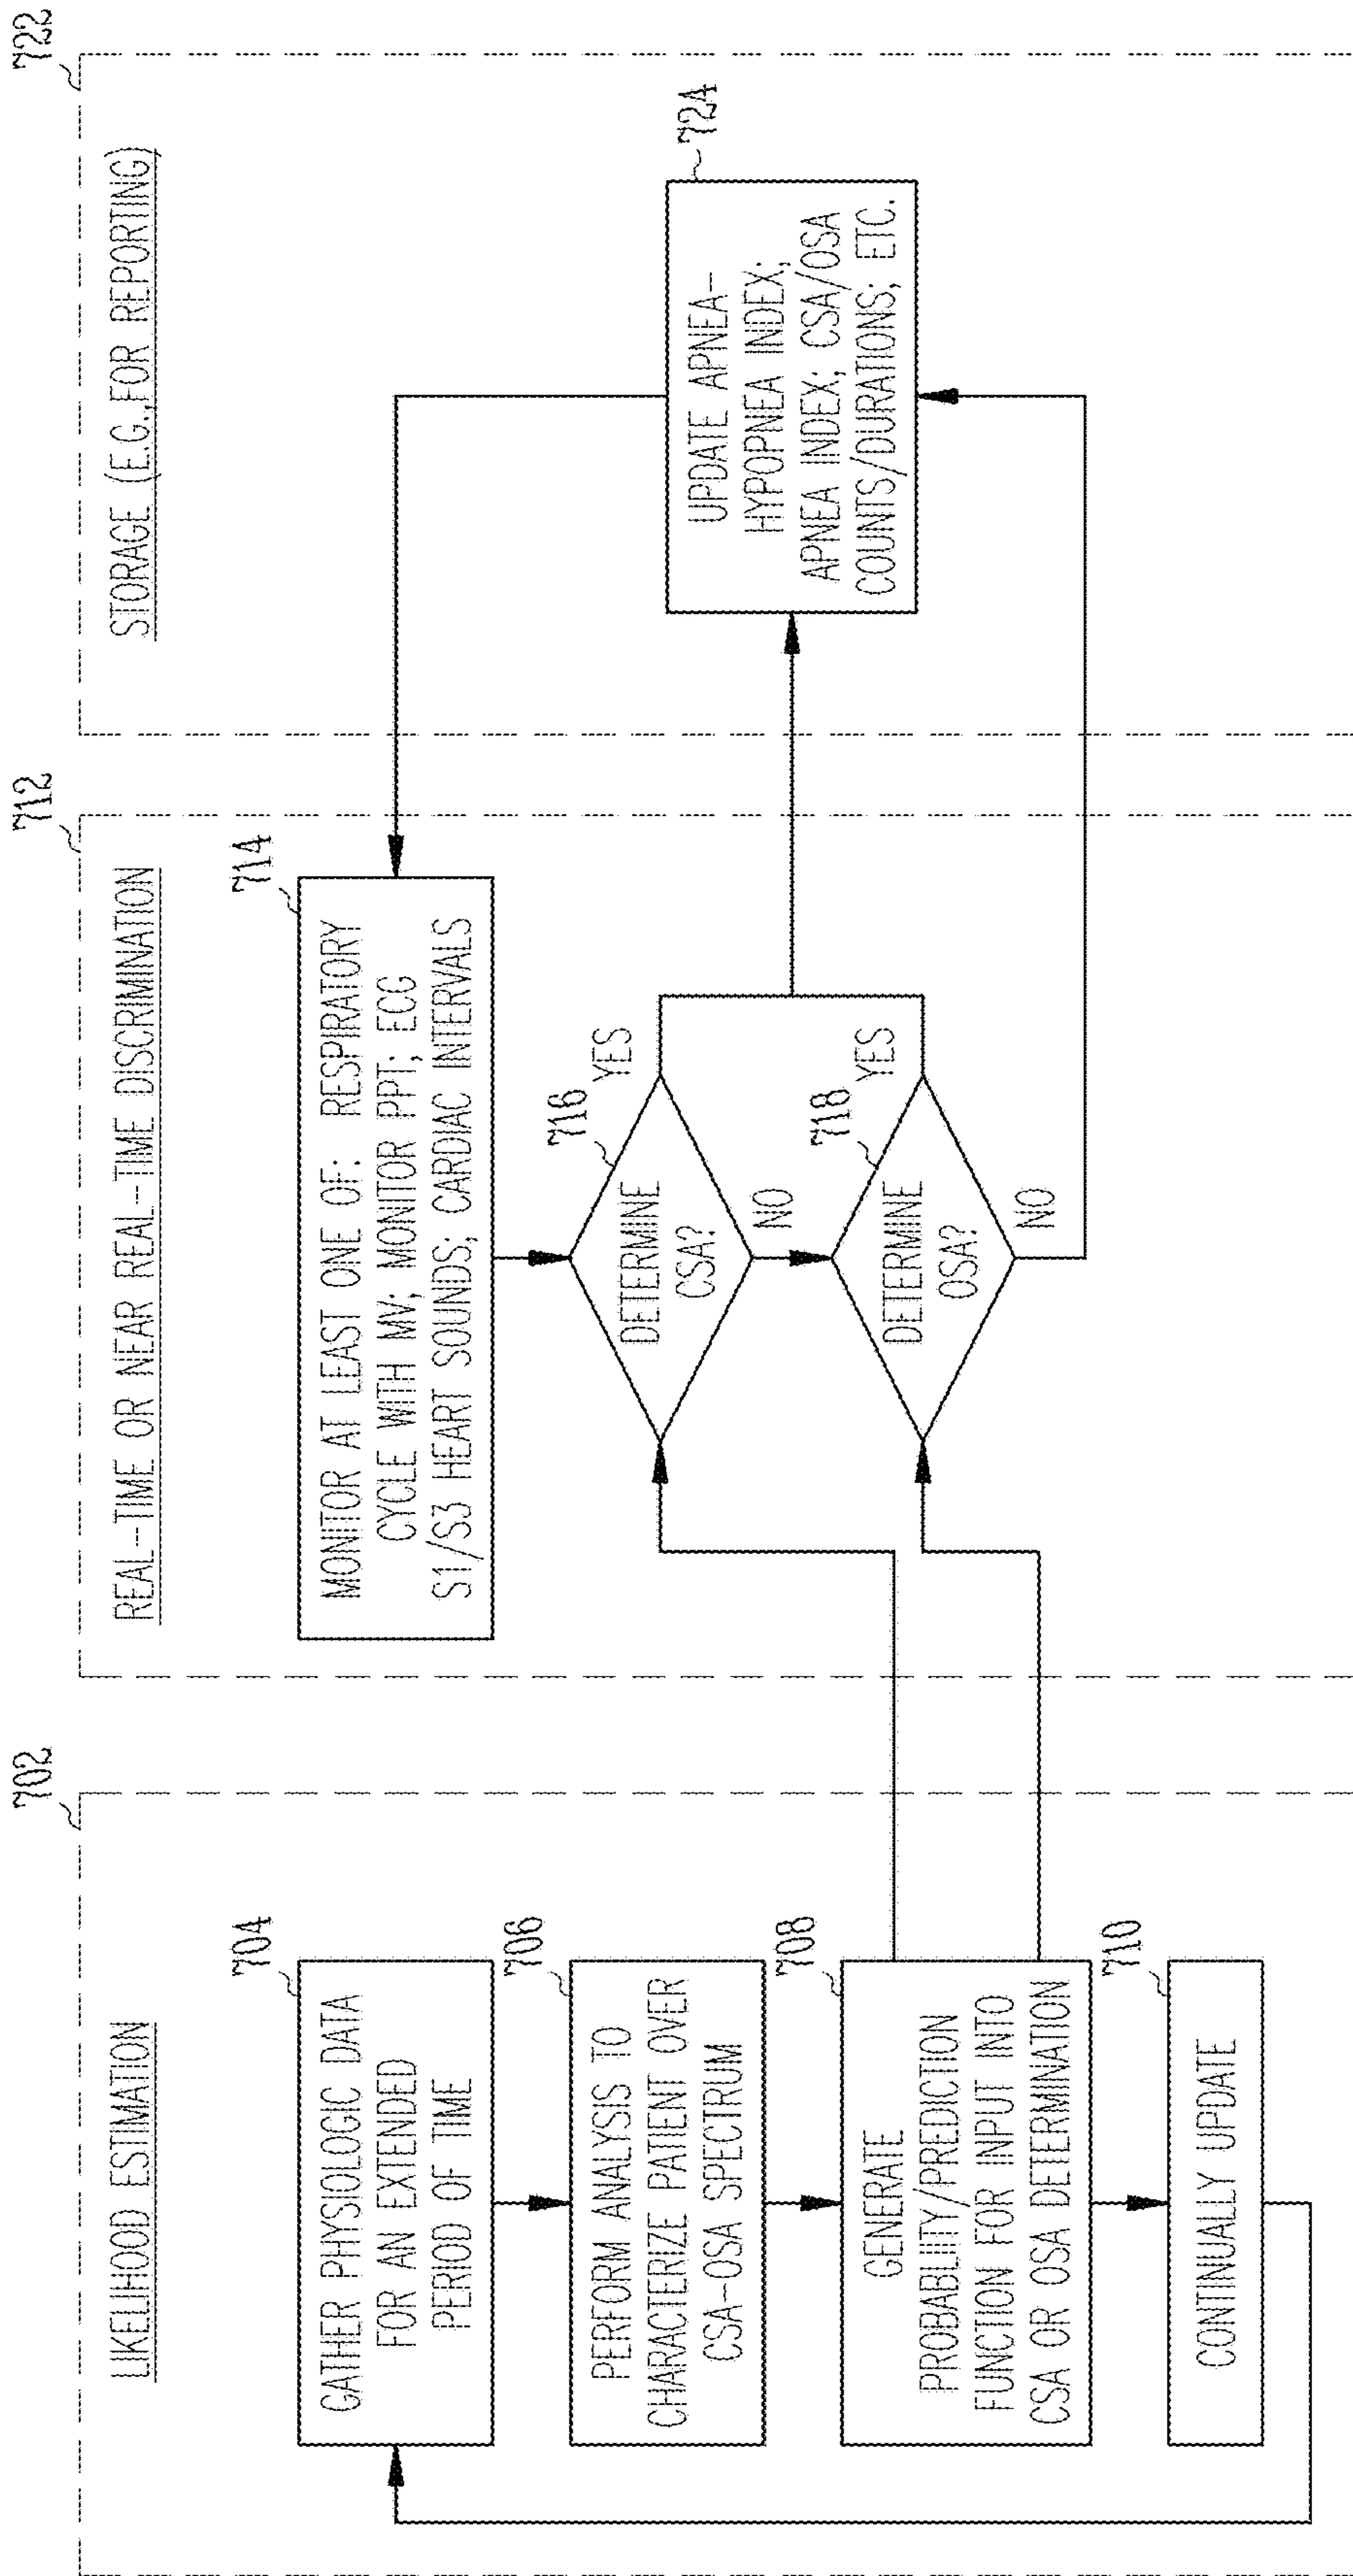 702
LIKELIHOOD ESTIMATION
704
GATHER PHYSIOLOGIC DATA
FOR AN EXTENDED
PERIOD OF TIME
706
PERFORM ANALYSIS TO
CHARACTERIZE PATIENT OVER
CSA-OSA SPECTRUM
708
GENERATE
PROBABLIITY/PREDICTION
FUNCTION FOR INPUT INTO
CSA OR OSA DETERMINATION
710
CONTINUALLY UPDATE
712
REAL-TIME OR NEAR REAL-TIME DISCRIMINATION
714
MONITOR AT LEAST ONE OF: RESPIRATORY
CYCLE WITH MV; MONITOR PPT; ECG
S1/S3 HEART SOUNDS; CARDIAC INTERVALS
716
DETERMINE
CSA?
YES
NO
718
DETERMINE
OSA?
YES
NO
722
STORAGE (E.G.,FOR REPORTING)
724
UPDATE APNEA-
HYPOPNEA INDEX;
APNEA INDEX; CSA/OSA
COUNTS/DURATIONS; ETC.